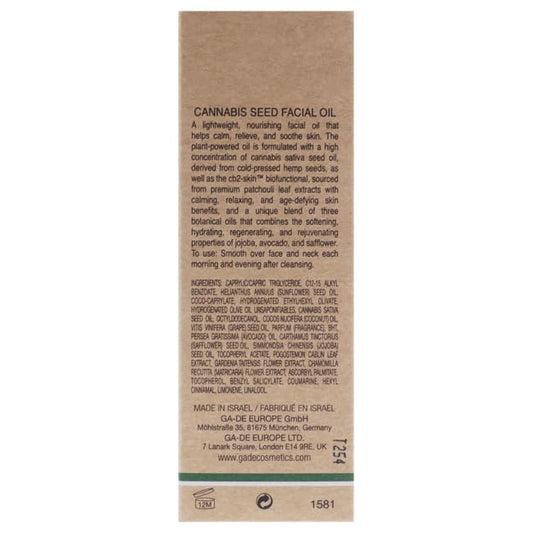 CANNABIS SEED FACIAL OIL
A lightweight, nourishing facial oil that
helps calm, relieve, and soothe skin. The
plant-powered oil is formulated with a high
concentration of cannabis sativa seed oil,
derived from cold-pressed hemp seeds, as
well as the cb2-skin™ biofunctional, sourced
from premium patchouli leaf extracts with
calming, relaxing, and age-defying skin
benefits, and a unique blend of three
botanical oils that combines the softening,
hydrating, regenerating, and rejuvenating
properties of jojoba, avocado, and safflower.
To use: Smooth over face and neck each
morning and evening after cleansing.
INGREDIENTS: CAPRYLIC/CAPRIC TRIGLYCERIDE, C12-15 ALKYL
BENZOATE, HELIANTHUS ANNUUS (SUNFLOWER) SEED OIL,
COCO-CAPRYLATE, HYDROGENATED ETHYLHEXYL OLIVATE,
HYDROGENATED OLIVE OIL UNSAPONIFIABLES, CANNABIS SATIVA
SEED OIL, OCTYLDODECANOL, COCOS NUCIFERA (COCONUT) OIL,
VITIS VINIFERA (GRAPE) SEED OIL, PARFUM (FRAGRANCE), BHT,
PERSEA GRATISSIMA (AVOCADO) OIL, CARTHAMUS TINCTORIUS
(SAFFLOWER) SEED OIL, SIMMONDSIA CHINENSIS (JOJOBA)
SEED OIL, TOCOPHERYL ACETATE, POGOSTEMON CABLIN LEAF
EXTRACT, GARDENIA TAITENSIS FLOWER EXTRACT, CHAMOMILLA
RECUTITA (MATRICARIA) FLOWER EXTRACT, ASCORBYL PALMITATE,
TOCOPHEROL, BENZYL SALICYLATE, COUMARINE, HEXYL
CINNAMAL, LIMONENE, LINALOOL
MADE IN ISRAEL / FABRIQUÉ EN ISRAEL
GA-DE EUROPE GmbH
Möhlstraße 35, 81675 München, Germany
GA-DE EUROPE LTD.
7 Lanark Square, London E14 9RE, UK
www.gadecosmetics.com
T254
12M
1581